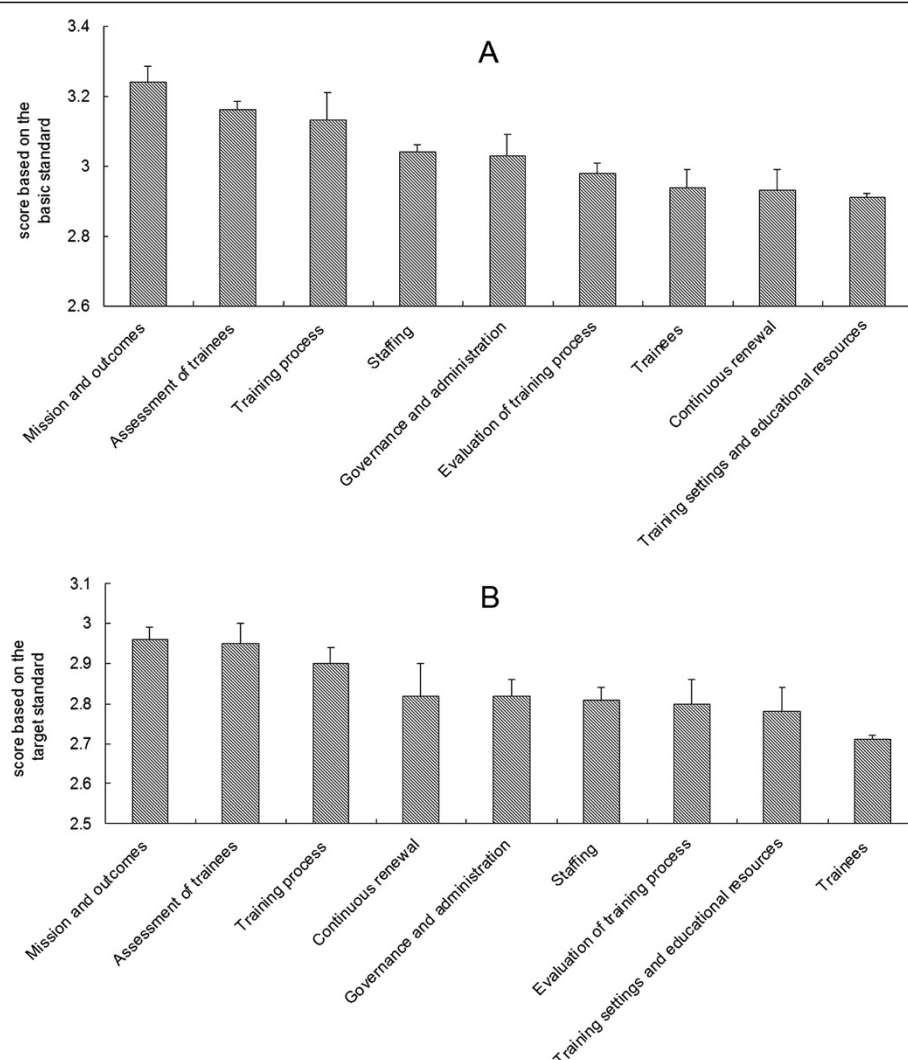 A
score based on the
basic standard
3.4
3.2
3
2.8
2.6
Mission and outcomes
Assessment of trainees
Training process
Staffing
Governance and administration
Evaluation of training process
Trainees
Continuous renewal
Training settings and educational resources
B
score based on the
target standard
3.1
3
2.9
2.8
2.7
2.6
2.5
Mission and outcomes
Assessment of trainees
Training process
Continuous renewal
Governance and administration
Staffing
Evaluation of training process
Training settings and educational resources
Trainees